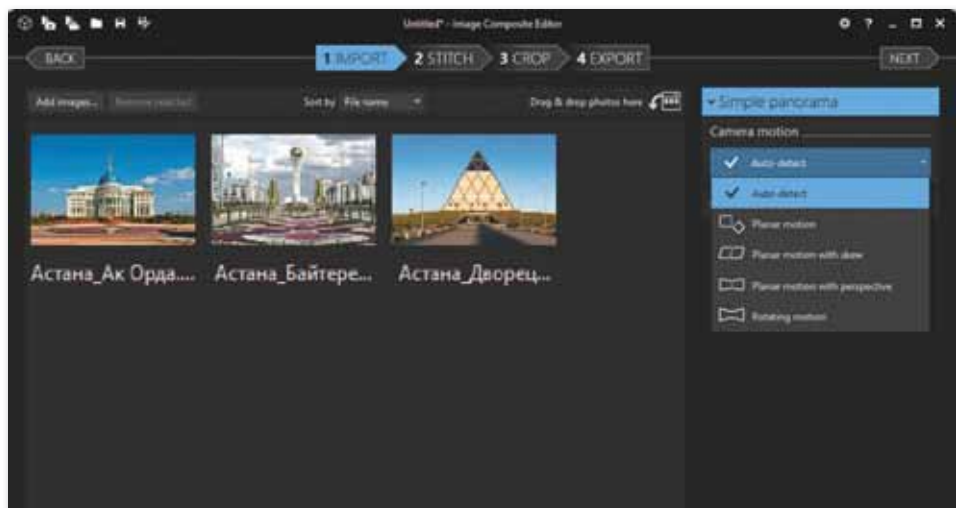 Untitled* - Image Composite Editor
BACK
1 IMPORT 2 STITCH 3 CROP 4 EXPORT
NEXT
Add images... Remove selected Sort by File name Drag & drop photos here
Simple panorama
Camera motion
Auto-detect
Auto-detect
Planar motion
Planar motion with skew
Planar motion with perspective
Rotating motion
Астана_Ак Орда.... Астана_Байтере... Астана_Дворец...